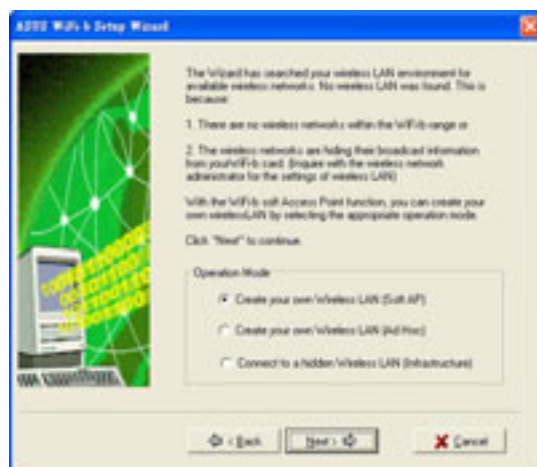 ASUS WiFi-b Setup Wizard
The Wizard has searched your wireless LAN environment for
available wireless networks. No wireless LAN was found. This is
because:
1. There are no wireless networks within the WiFi-b range or
2. The wireless networks are hiding their broadcast information
from your WiFi-b card. (Inquire with the wireless network
administrator for the settings of wireless LAN)
With the WiFi-b soft Access Point function, you can create your
own wireless LAN by selecting the appropriate operation mode.
Click "Next" to continue.
Operation Mode
Create your own Wireless LAN (Soft AP)
Create your own Wireless LAN (Ad Hoc)
Connect to a hidden Wireless LAN (Infrastructure)
< Back
Next >
Cancel